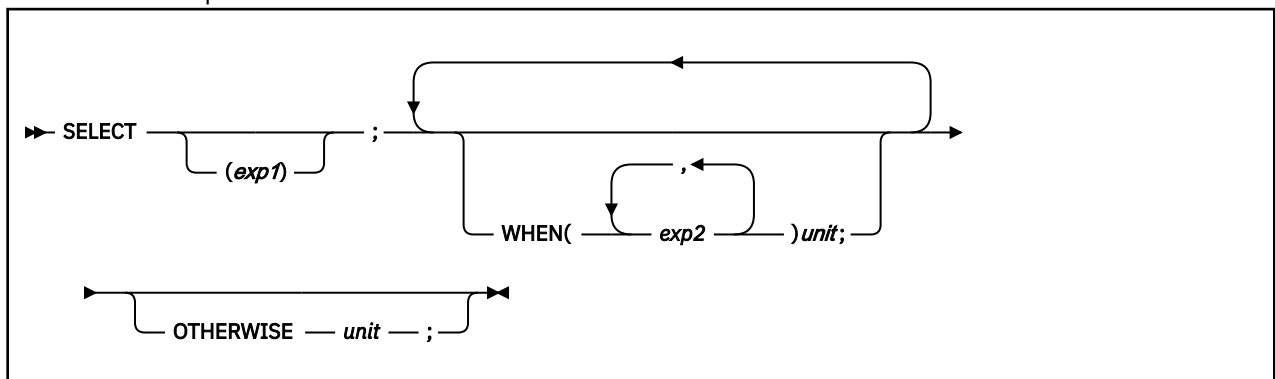 SELECT ;
(exp1)
,
WHEN( exp2 )unit;
OTHERWISE unit ;